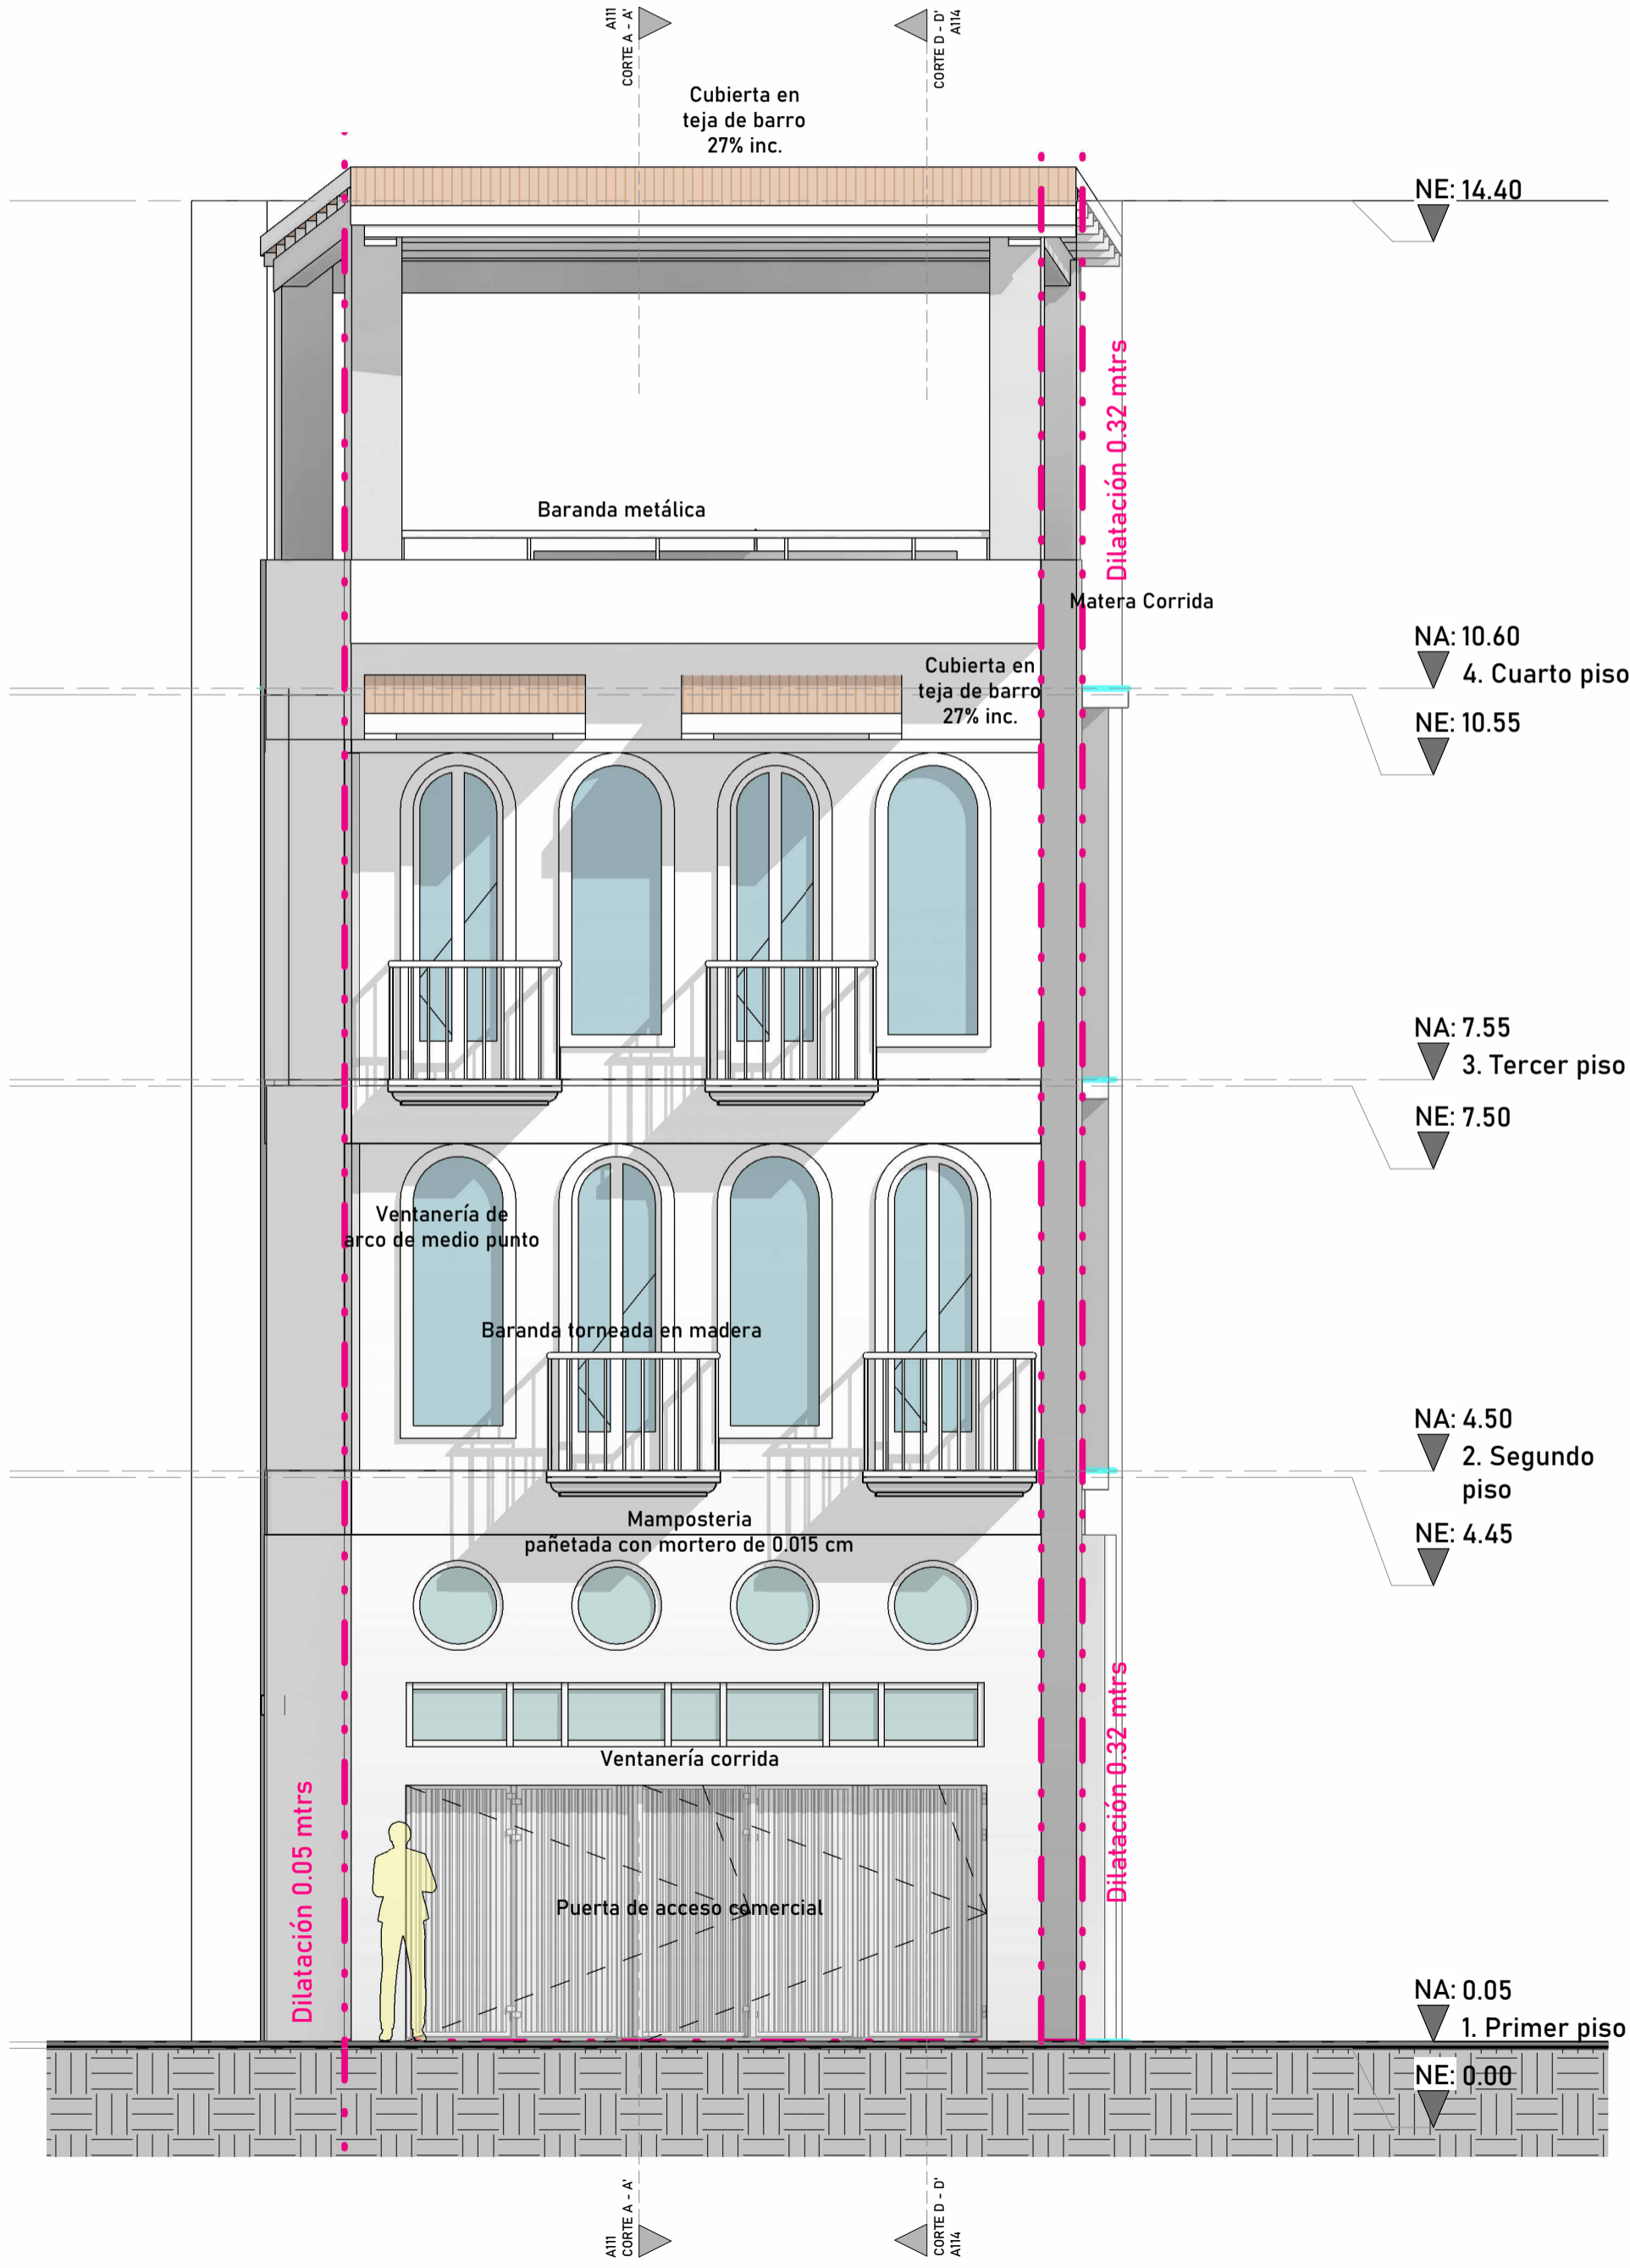 A111
CORTE A - A'
CORTE D - D'
A114
Cubierta en
teja de barro
27% inc.
NE: 14.40
Dilatación 0.32 mtrs
Baranda metálica
Matera Corrida
NA: 10.60
4. Cuarto piso
Cubierta en
teja de barro
27% inc.
NE: 10.55
NA: 7.55
3. Tercer piso
NE: 7.50
Ventanería de
arco de medio punto
Baranda torneada en madera
NA: 4.50
2. Segundo
piso
Mamposteria
pañetada con mortero de 0.015 cm
NE: 4.45
Ventanería corrida
Dilatación 0.05 mtrs
Dilatación 0.32 mtrs
Puerta de acceso comercial
NA: 0.05
1. Primer piso
NE: 0.00
A111
CORTE A - A'
CORTE D - D'
A114